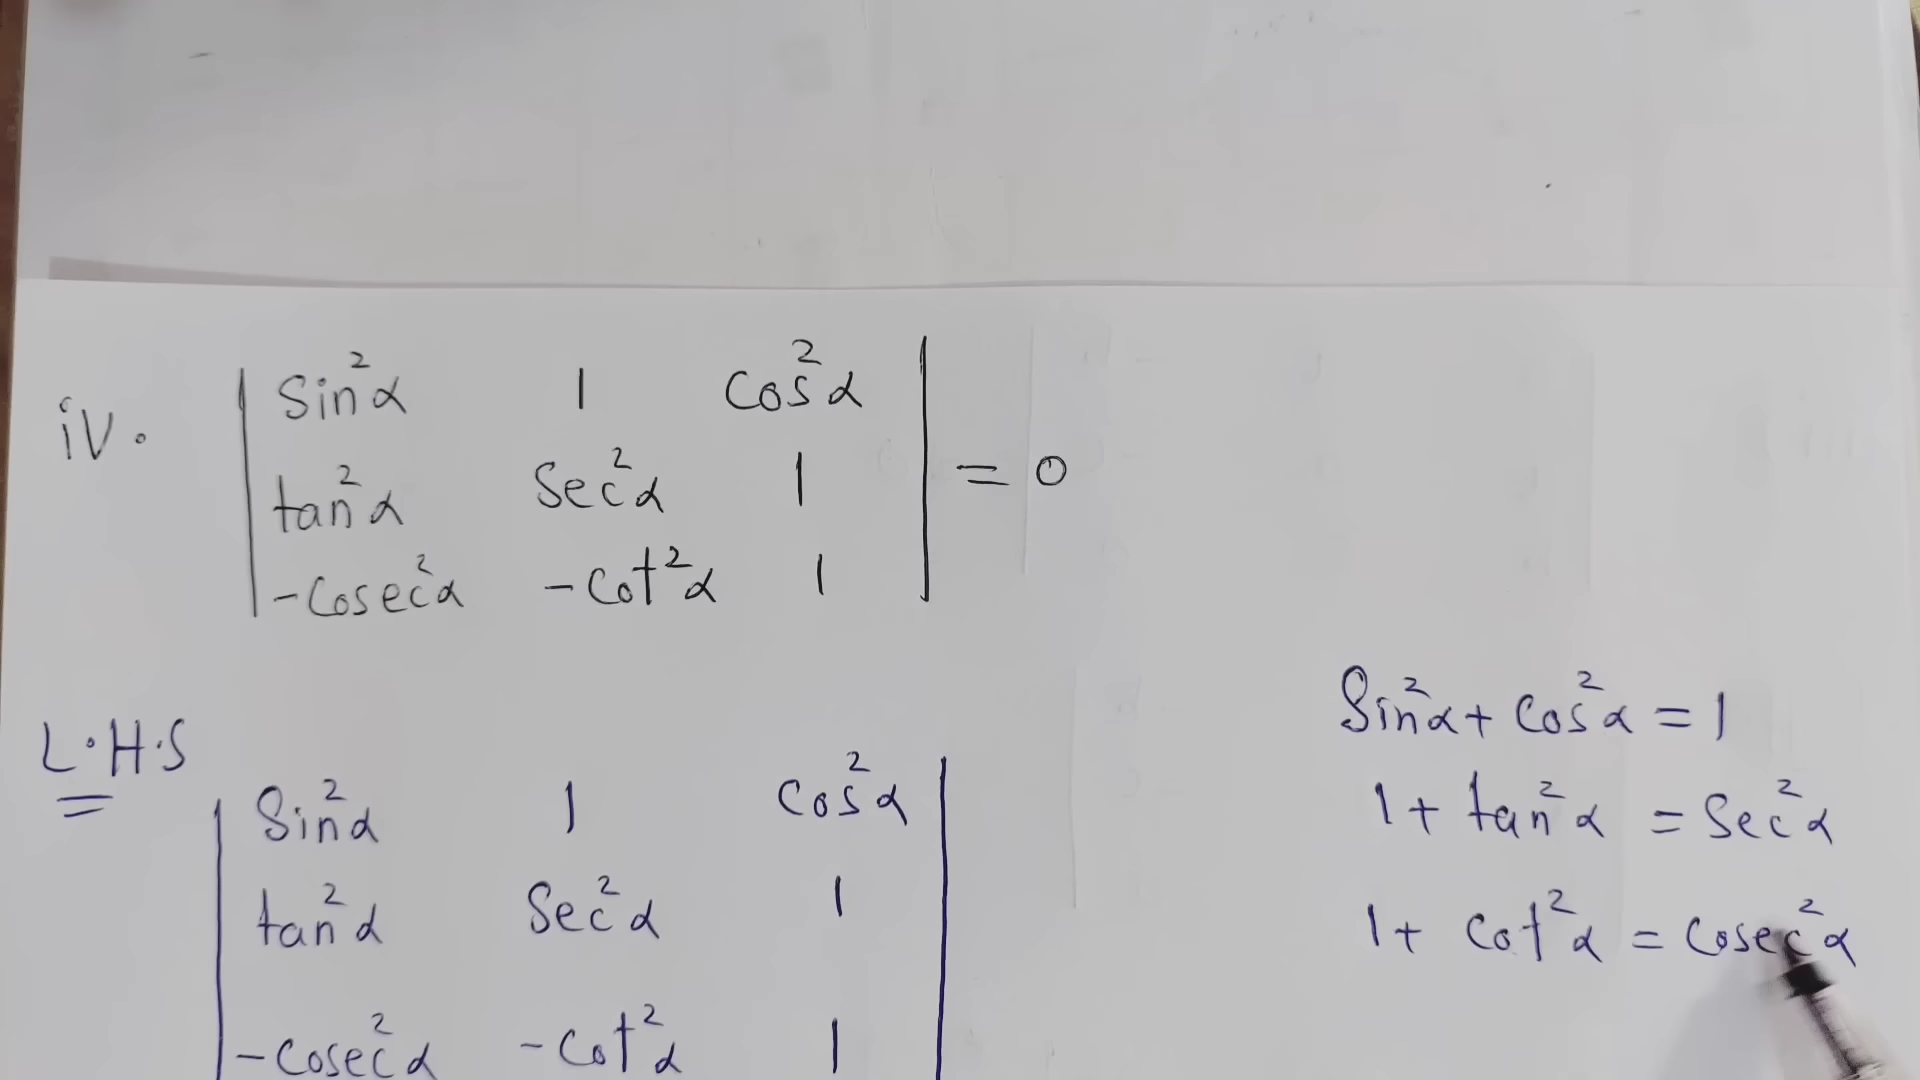 iv. | sin²α 1 cos²α |
| tan²α sec²α 1 | = 0
| -cosec²α -cot²α 1 |
L.H.S
| Sin²α 1 cos²α |
| tan²α Sec²α 1 |
| -cosec²α -cot²α 1 |
Sin²α + cos²α = 1
1 + tan²α = Sec²α
1 + cot²α = cosec²α